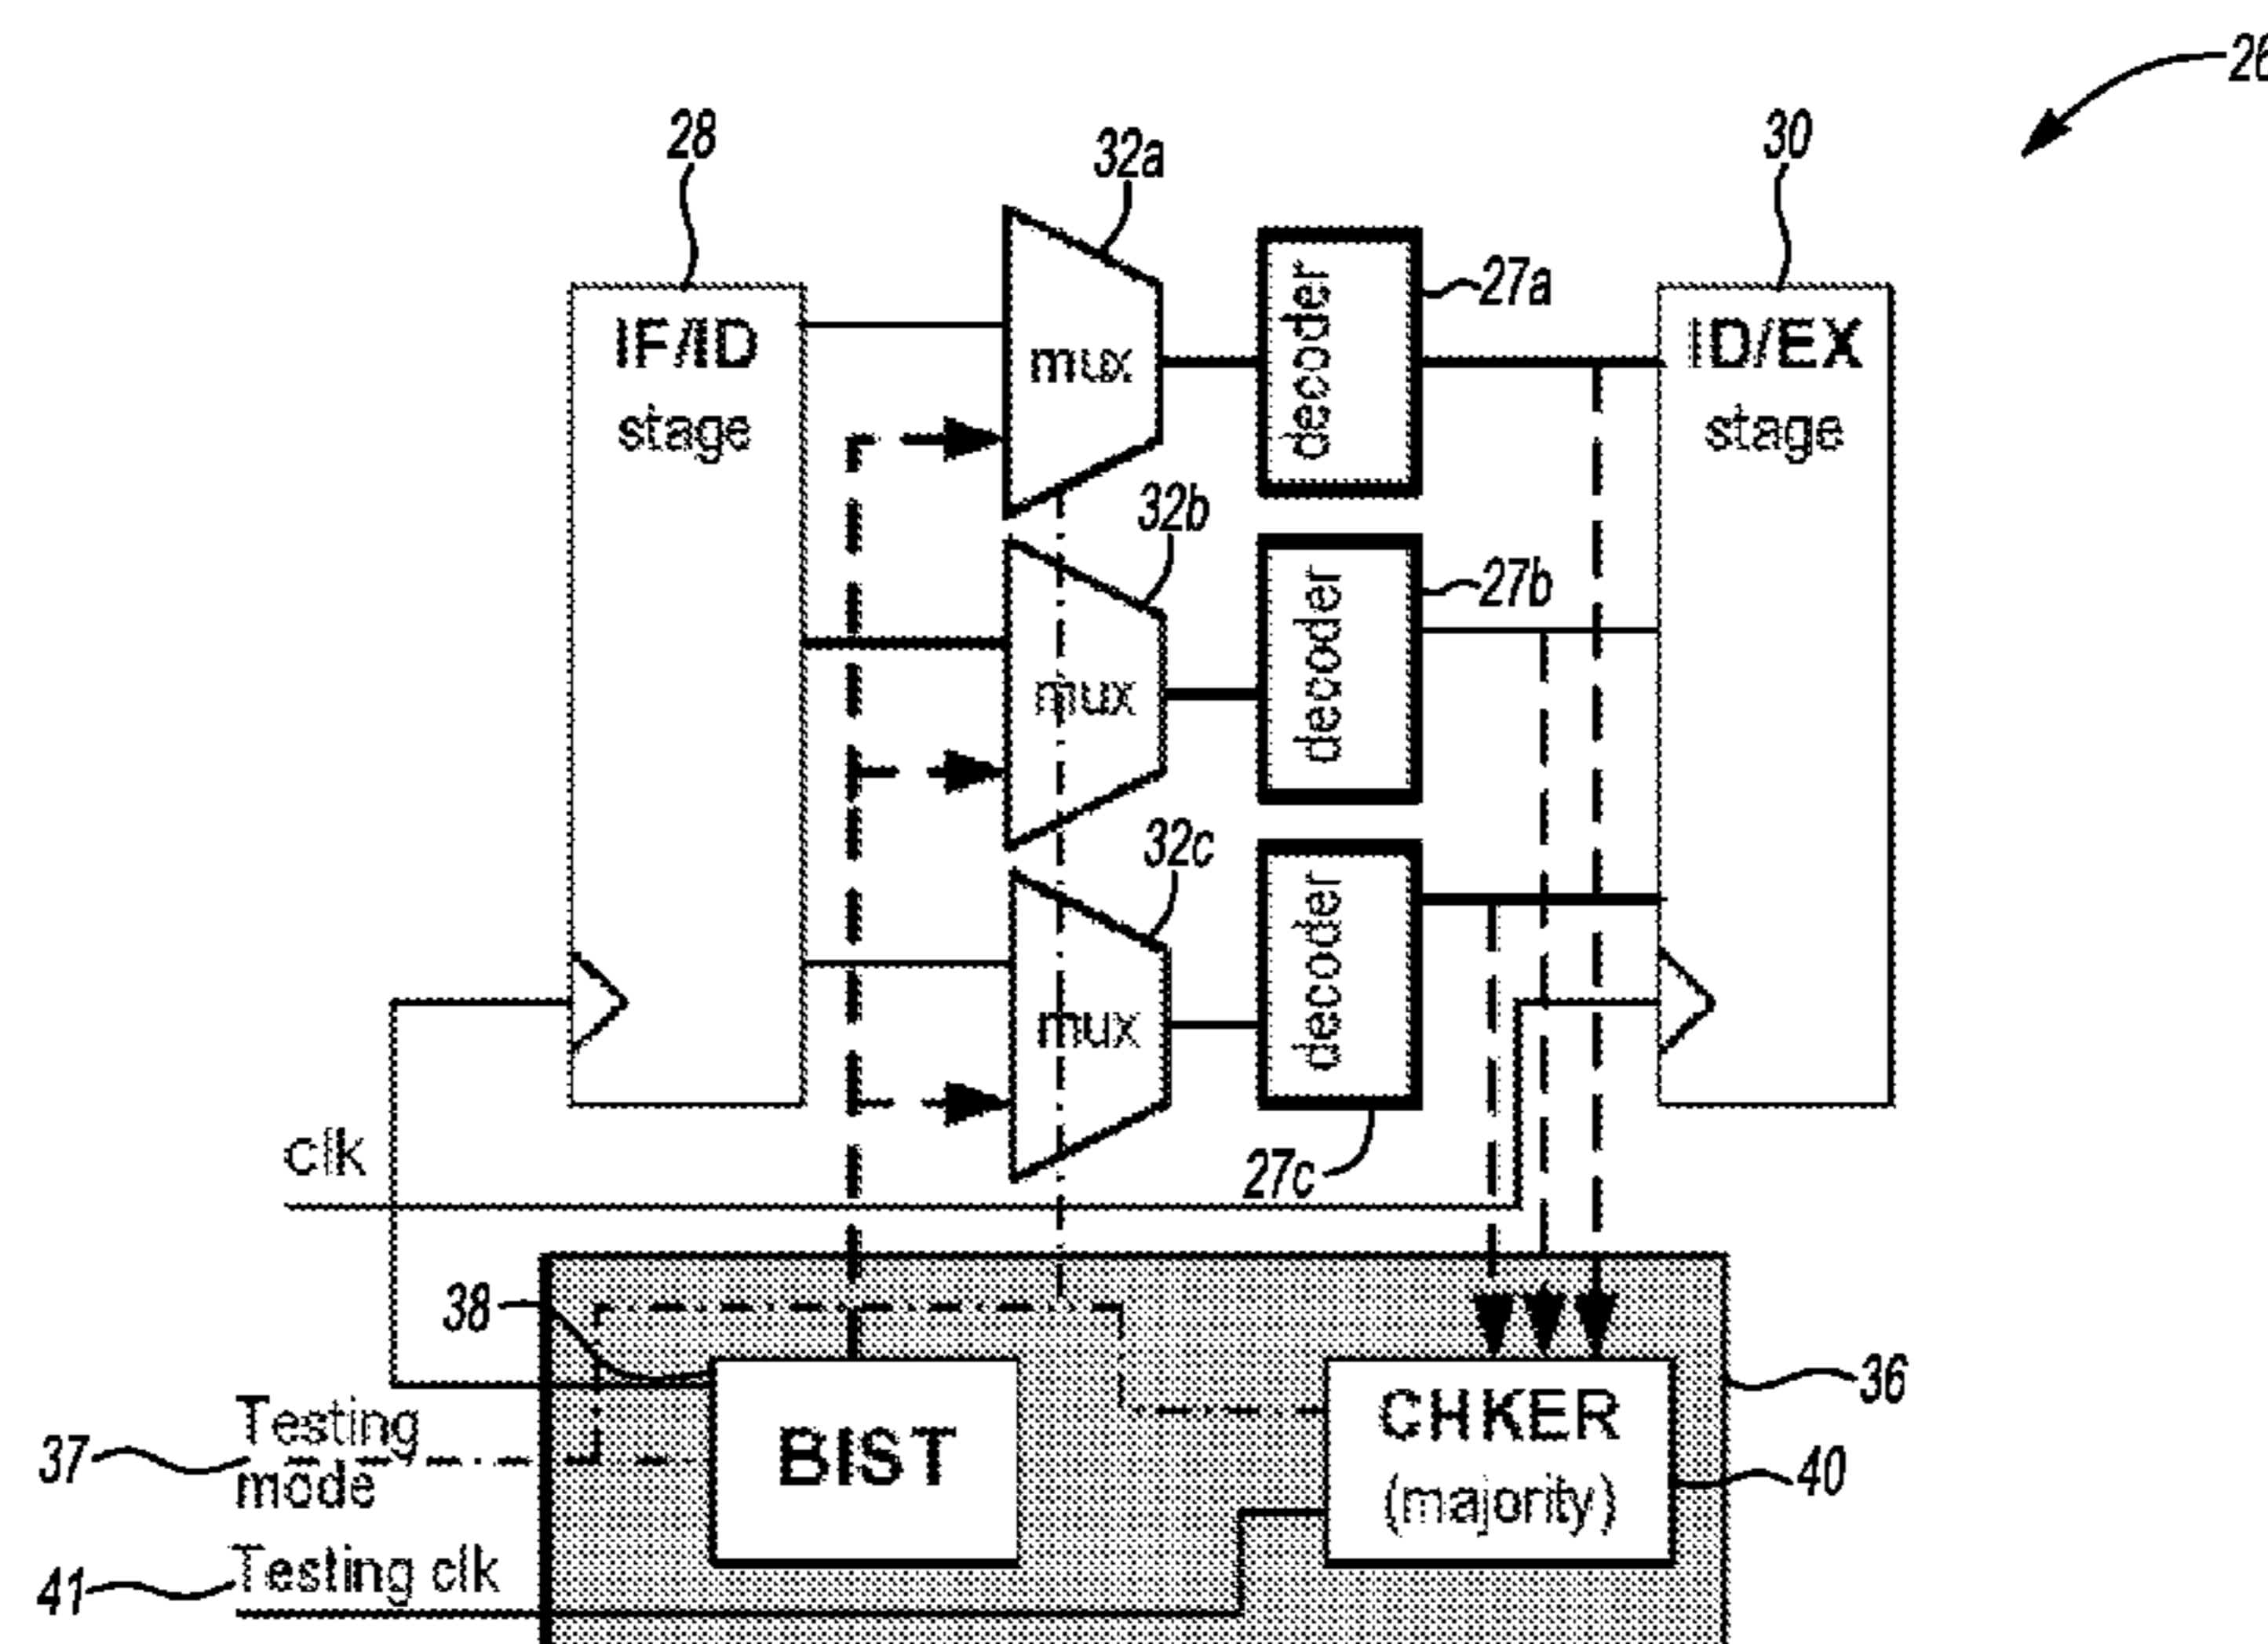 26
28
32a
30
IF/ID
stage
mux
decoder
27a
ID/EX
stage
32b
mux
decoder
27b
32c
mux
decoder
27c
clk
38
BIST
CHKER
(majority)
36
40
37
Testing
mode
41
Testing clk